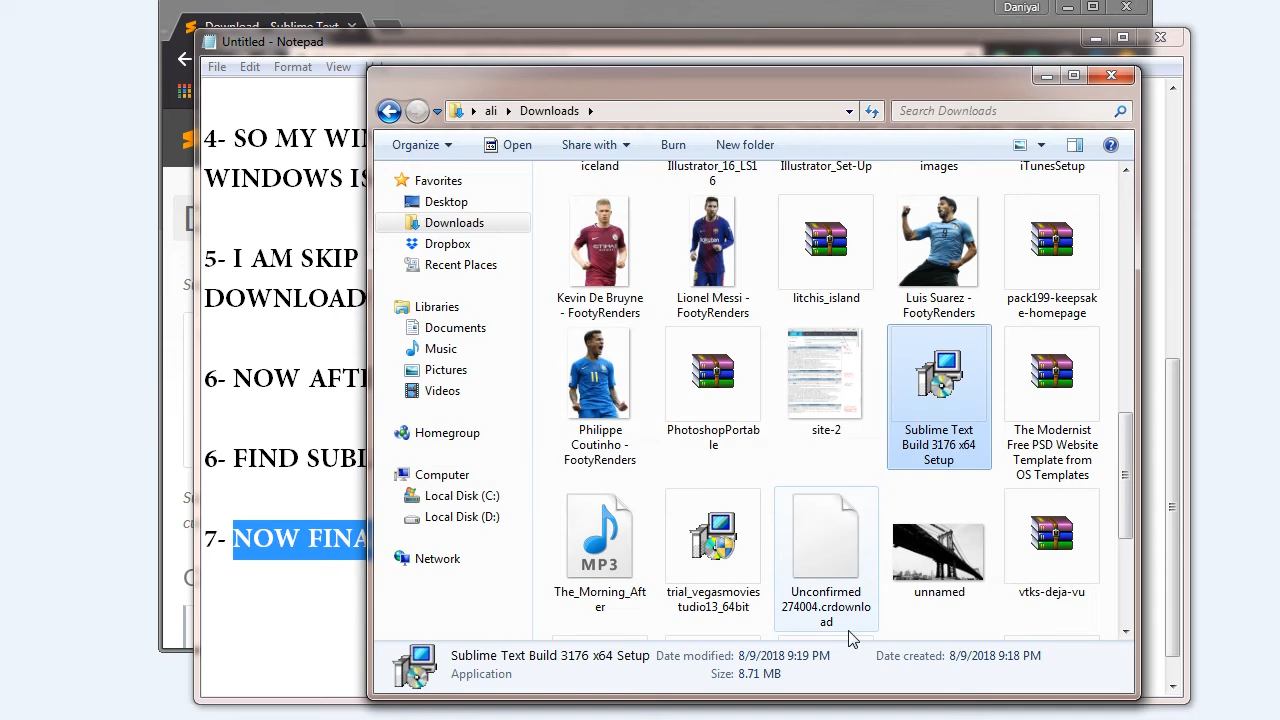 Download - Sublime Text
Daniyal
Untitled - Notepad
File Edit Format View
4- SO MY WIN
WINDOWS IS
5- I AM SKIP
DOWNLOAD
6- NOW AFTE
6- FIND SUBL
7- NOW FINA
ali Downloads
Search Downloads
Organize Open Share with Burn New folder
Favorites
Desktop
Downloads
Dropbox
Recent Places
Libraries
Documents
Music
Pictures
Videos
Homegroup
Computer
Local Disk (C:)
Local Disk (D:)
Network
iceland
Illustrator_16_LS1
6
Illustrator_Set-Up
images
iTunesSetup
Kevin De Bruyne
- FootyRenders
Lionel Messi -
FootyRenders
litchis_island
Luis Suarez -
FootyRenders
pack199-keepsak
e-homepage
11
Philippe
Coutinho -
FootyRenders
PhotoshopPortab
le
site-2
Sublime Text
Build 3176 x64
Setup
The Modernist
Free PSD Website
Template from
OS Templates
MP3
The_Morning_Aft
er
trial_vegasmovies
tudio13_64bit
Unconfirmed
274004.crdownlo
ad
unnamed
vtks-deja-vu
Sublime Text Build 3176 x64 Setup Date modified: 8/9/2018 9:19 PM Date created: 8/9/2018 9:18 PM
Application Size: 8.71 MB